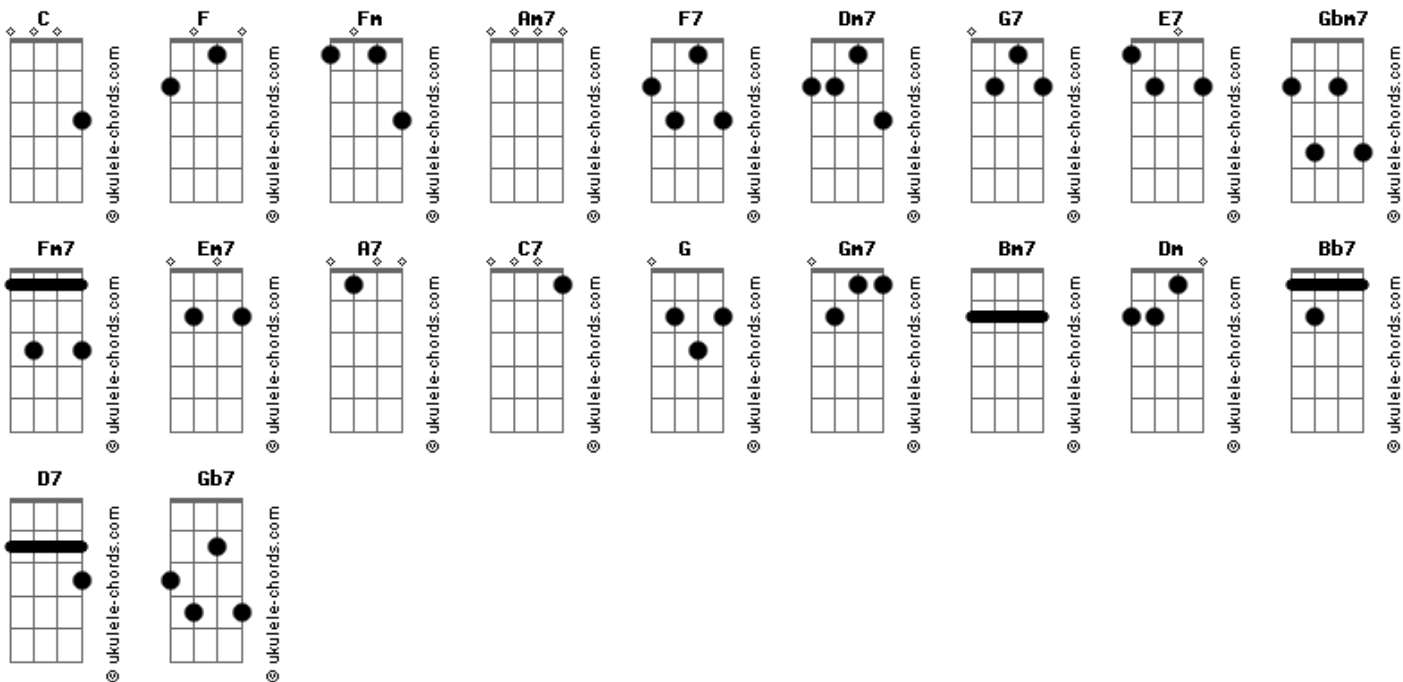 C F Fm Am7 F7 Dm7 G7 E7 Gbm7
© ukulele-chords.com © ukulele-chords.com © ukulele-chords.com © ukulele-chords.com © ukulele-chords.com © ukulele-chords.com © ukulele-chords.com © ukulele-chords.com © ukulele-chords.com
Fm7 Em7 A7 C7 G Gm7 Bm7 Dm Bb7
© ukulele-chords.com © ukulele-chords.com © ukulele-chords.com © ukulele-chords.com © ukulele-chords.com © ukulele-chords.com © ukulele-chords.com © ukulele-chords.com © ukulele-chords.com
D7 Gb7
© ukulele-chords.com © ukulele-chords.com